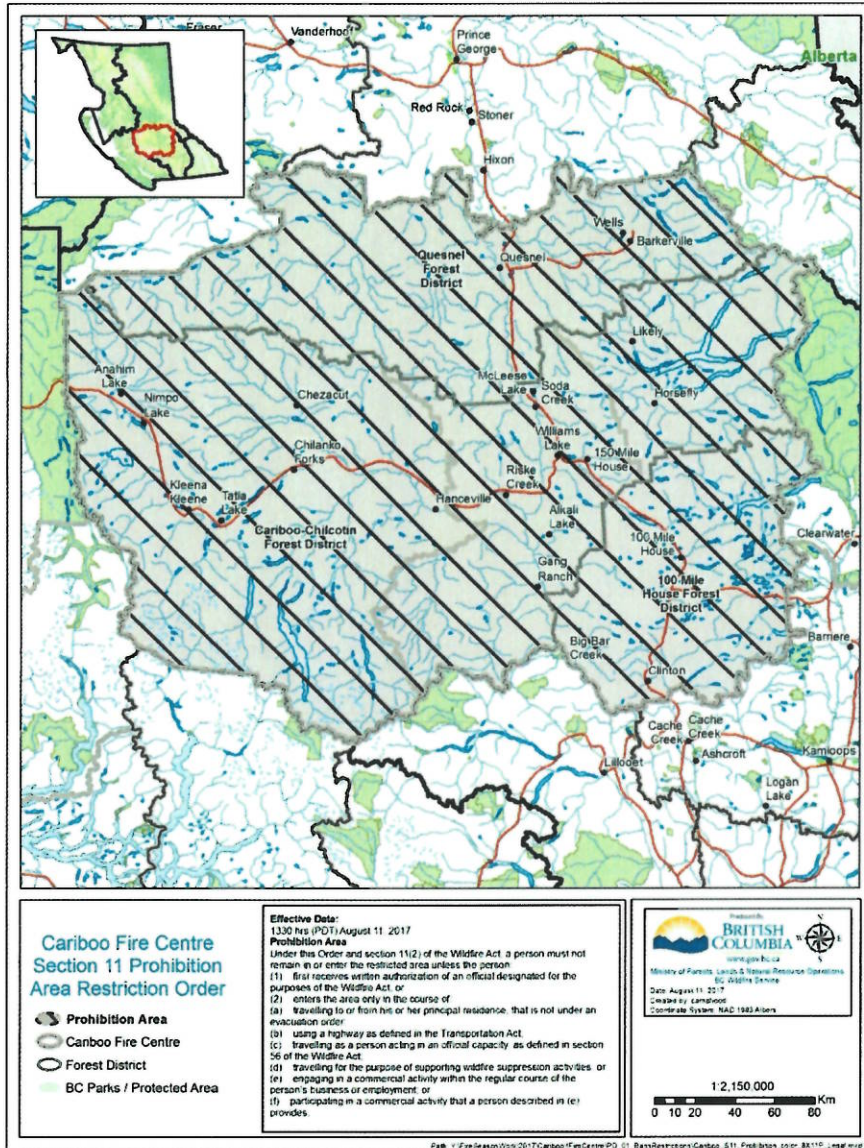 Fraser
Vanderhoof
Prince
George
Alberta
Red Rock
Stoner
Hixon
Wells
Barkerville
Quesnel
Forest
District
Quesnel
Likely
Anahim
Lake
Nimpo
Lake
Chezacut
McLeese
Lake
Soda
Creek
Horsefly
Williams
Lake
150 Mile
House
Chilanko
Forks
Riske
Creek
Kleena
Kleene
Tatla
Lake
Hanceville
Alkali
Lake
Cariboo-Chilcotin
Forest District
100 Mile
House
Clearwater
Gang
Ranch
100 Mile
House Forest
District
Big Bar
Creek
Barriere
Clinton
Cache
Creek
Cache
Creek
Ashcroft
Kamloops
Lillooet
Logan
Lake
Cariboo Fire Centre
Section 11 Prohibition
Area Restriction Order
Prohibition Area
Cariboo Fire Centre
Forest District
BC Parks / Protected Area
Effective Date:
1330 hrs (PDT) August 11, 2017
Prohibition Area
Under this Order and section 11(2) of the Wildfire Act, a person must not
remain in or enter the restricted area unless the person
(1) first receives written authorization of an official designated for the
purposes of the Wildfire Act, or
(2) enters the area only in the course of
(a) travelling to or from his or her principal residence, that is not under an
evacuation order
(b) using a highway as defined in the Transportation Act,
(c) travelling as a person acting in an official capacity, as defined in section
56 of the Wildfire Act,
(d) travelling for the purpose of supporting wildfire suppression activities, or
(e) engaging in a commercial activity within the regular course of the
person's business or employment; or
(f) participating in a commercial activity that a person described in (e)
provides.
Produced By
BRITISH
COLUMBIA
www.gov.bc.ca
N
W E
S
Ministry of Forests, Lands & Natural Resource Operations
BC Wildfire Service
Date: August 11, 2017
Created by:
Coordinate System: NAD 1983 Albers
1:2,150,000
Km
0 10 20 40 60 80